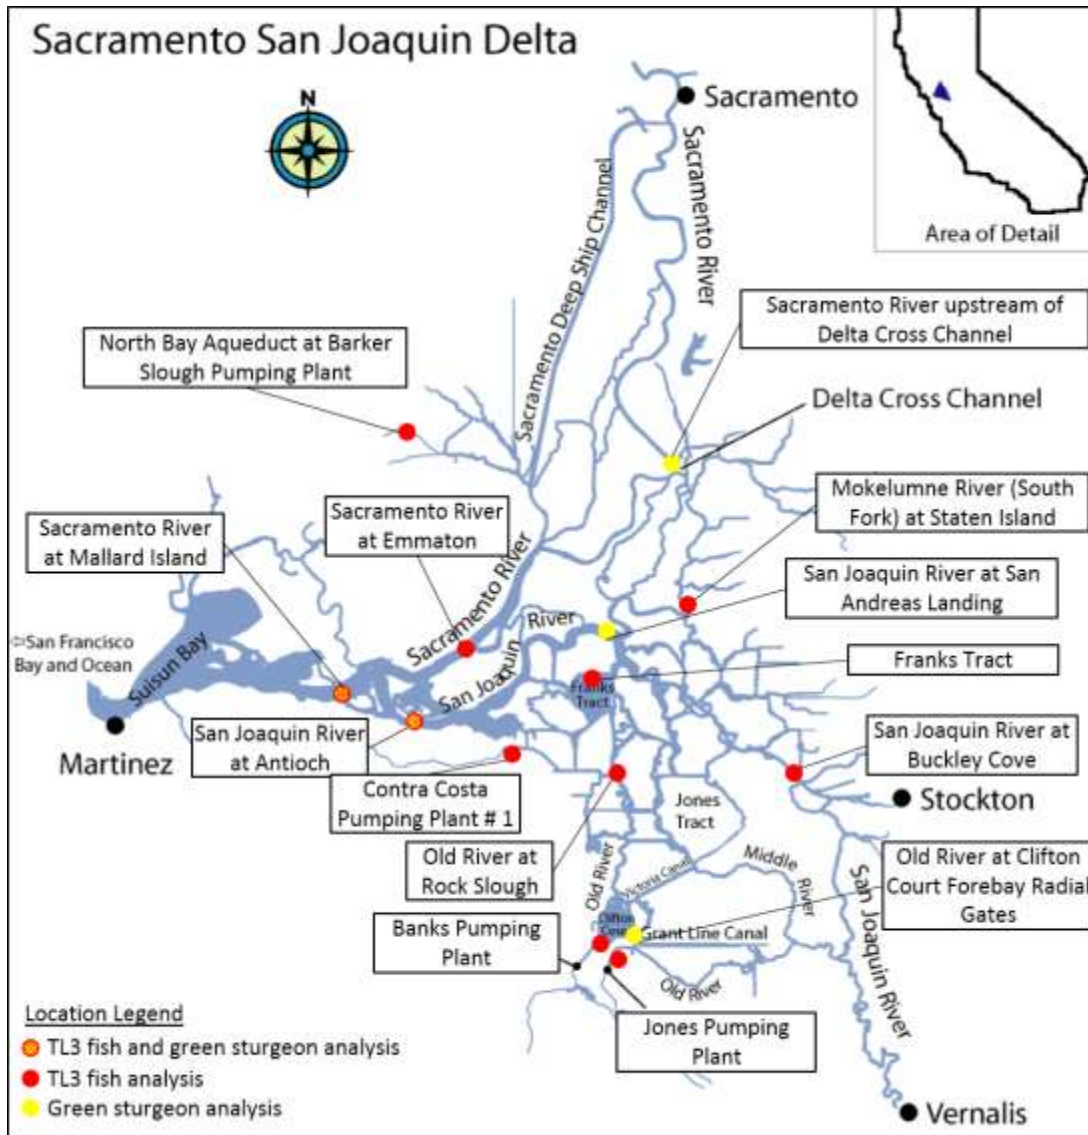 Sacramento San Joaquin Delta
N
Sacramento
Area of Detail
Sacramento Deep Ship Channel
Sacramento River
Sacramento River upstream of
Delta Cross Channel
North Bay Aqueduct at Barker
Slough Pumping Plant
Delta Cross Channel
Mokelumne River (South
Fork) at Staten Island
Sacramento River
at Mallard Island
Sacramento River
at Emmaton
San Joaquin River at San
Andreas Landing
Sacramento River
⇦San Francisco
Bay and Ocean
Suisun Bay
San Joaquin River
Franks Tract
Franks
Tract
Martinez
San Joaquin River
at Antioch
San Joaquin River at
Buckley Cove
Contra Costa
Pumping Plant # 1
Jones
Tract
Stockton
Old River at
Rock Slough
Old River
Victoria Canal
Middle River
San Joaquin River
Old River at Clifton
Court Forebay Radial
Gates
Banks Pumping
Plant
Clifton
Court
Grant Line Canal
Old River
Jones Pumping
Plant
Vernalis
Location Legend
TL3 fish and green sturgeon analysis
TL3 fish analysis
Green sturgeon analysis